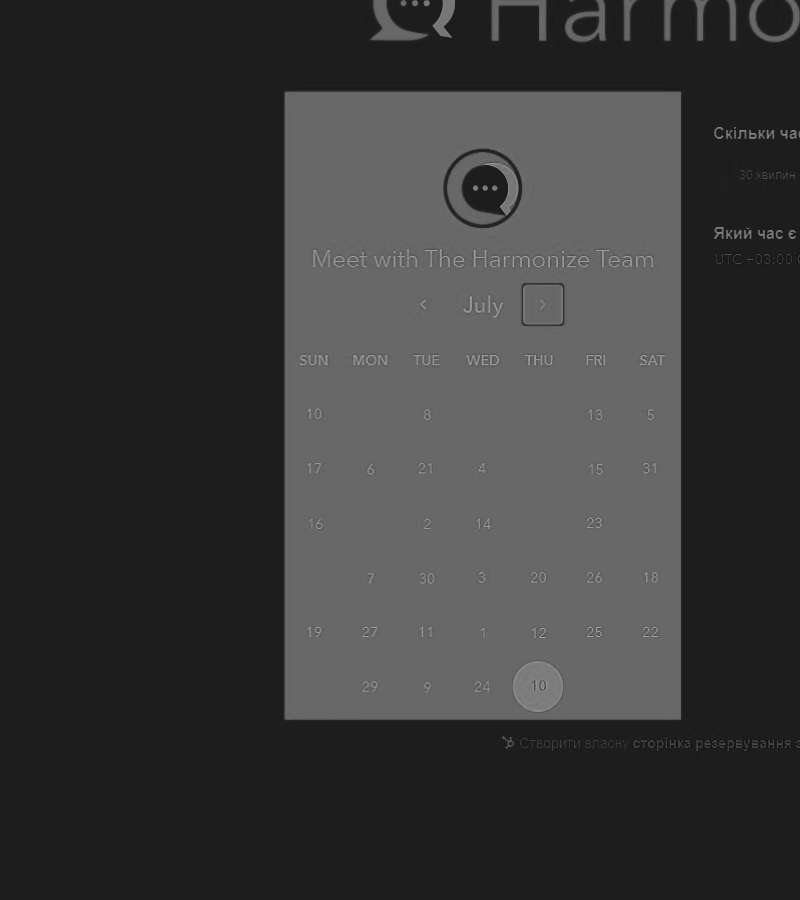 Harmo
Скільки час
30 хвилин
Meet with The Harmonize Team
Який час є
UTC +03:00
July
SUN MON TUE WED THU FRI SAT
10 8 13 5
17 6 21 4 15 31
16 2 14 23
7 30 3 20 26 18
19 27 11 1 12 25 22
29 9 24 10
Створити власну сторінка резервування з